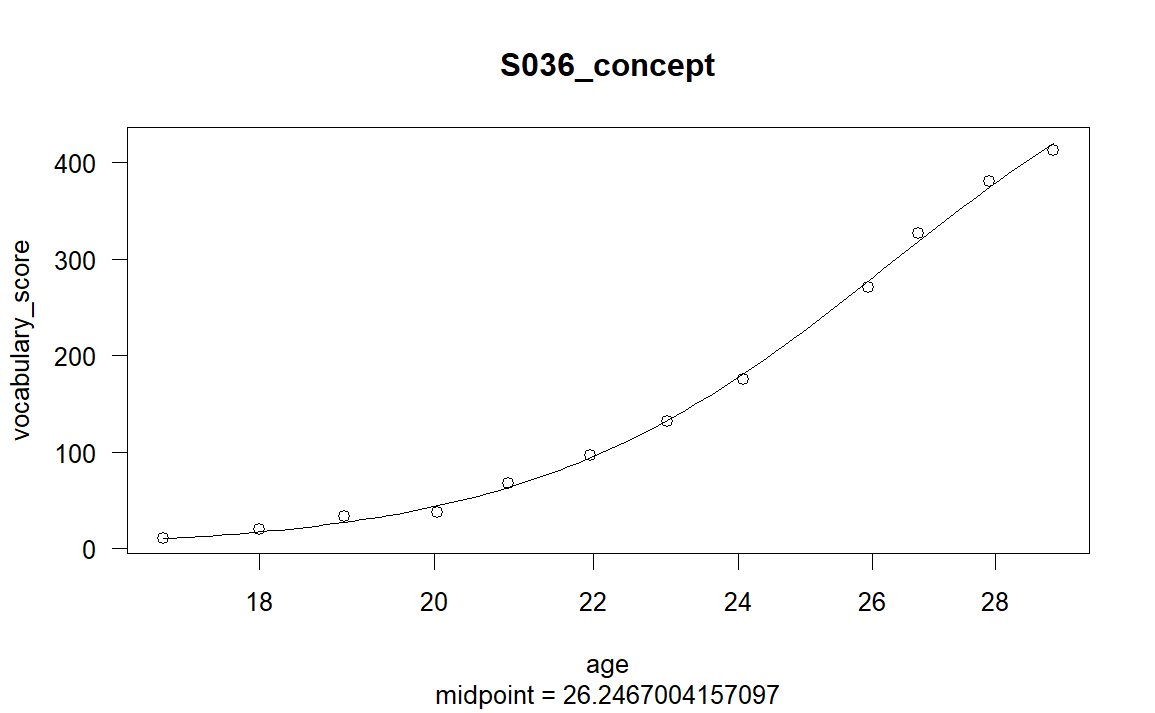 S036_concept
vocabulary_score
400
300
200
100
0
18 20 22 24 26 28
age
midpoint = 26.2467004157097